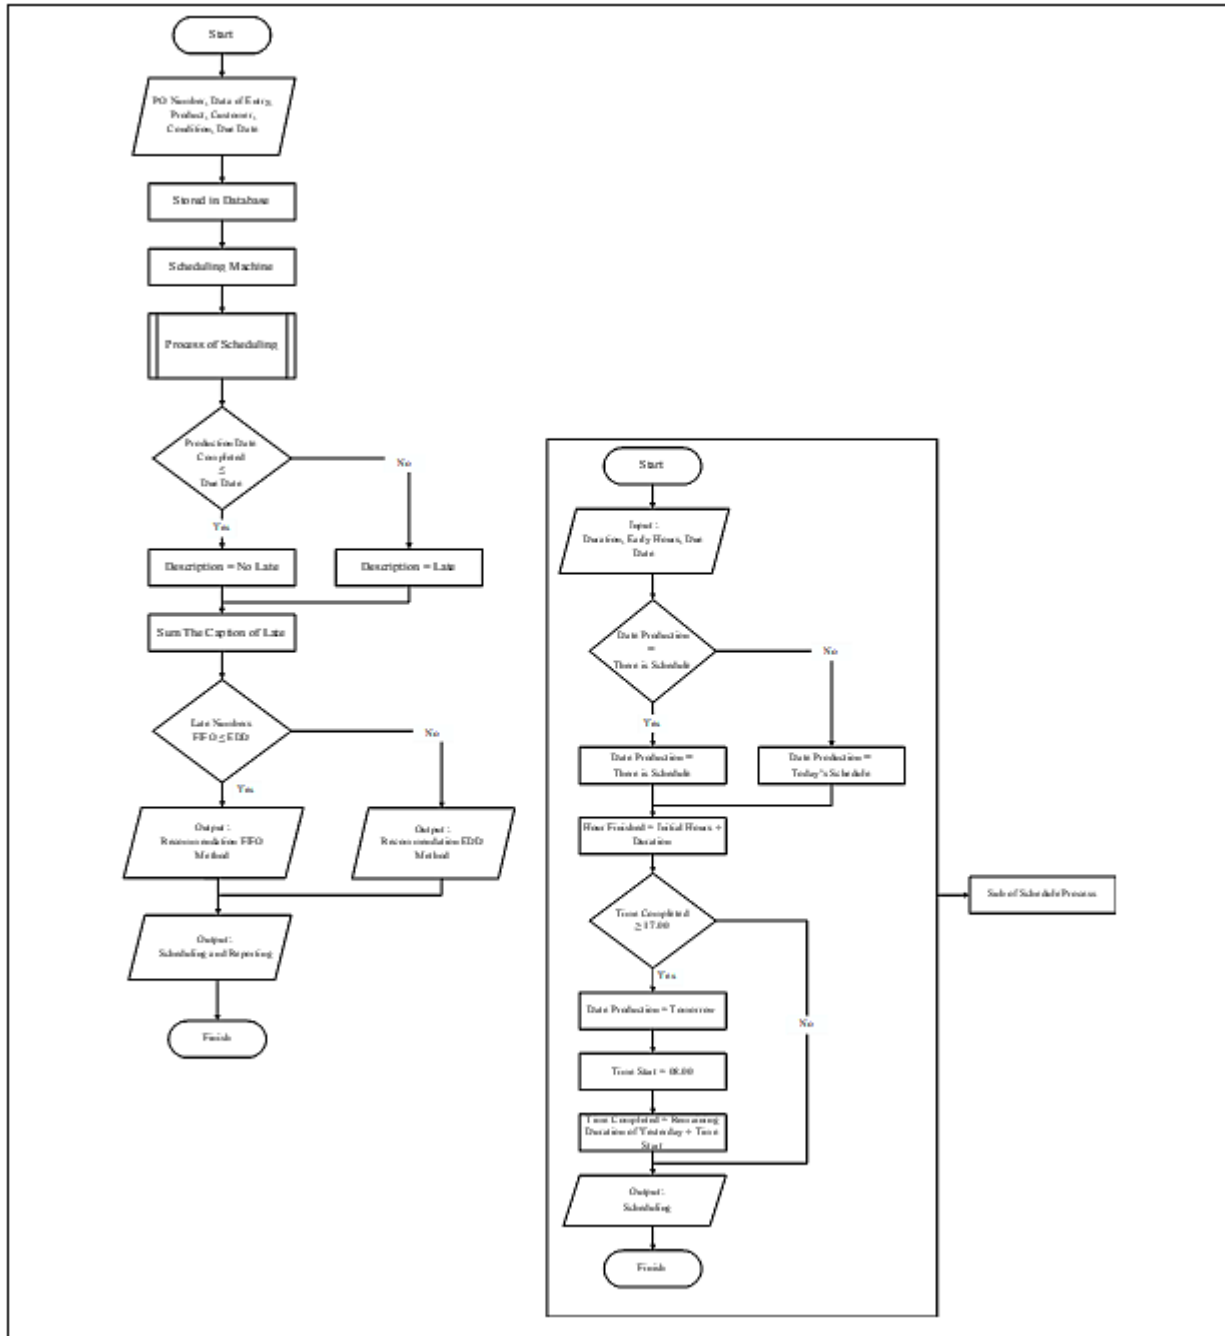 Start
PO Number, Date of Entry,
Product, Customer,
Condition, Due Date
Stored in Database
Scheduling Machine
Process of Scheduling
Production Date
Completed
≤
Due Date
No
Yes
Description = No Late
Description = Late
Sum The Caption of Late
Late Numbers
FIFO ≤ EDD
No
Yes
Output :
Recommendation FIFO
Method
Output :
Recommendation EDD
Method
Output :
Scheduling and Reporting
Finish
Start
Input :
Duration, Early Hours, Due
Date
Date Production
=
There is Schedule
No
Yes
Date Production =
There is Schedule
Date Production =
Today's Schedule
Hour Finished = Initial Hours +
Duration
Time Completed
≥ 17.00
Yes
No
Date Production = Tomorrow
Time Start = 08.00
Time Completed = Remaining
Duration of Yesterday + Time
Start
Output :
Scheduling
Finish
Sub of Schedule Process